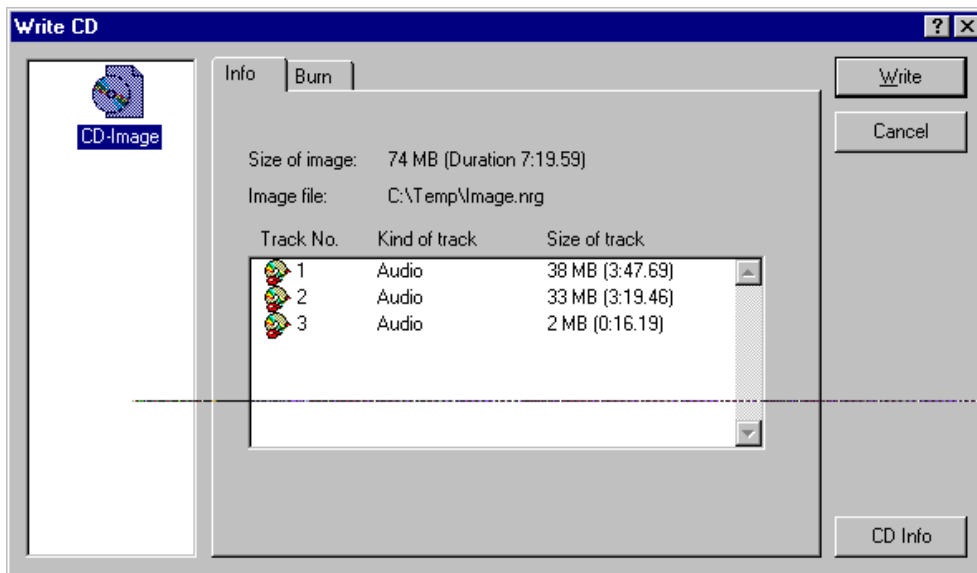 Write CD
CD-Image
Info
Burn
Size of image: 74 MB (Duration 7:19.59)
Image file: C:\Temp\Image.nrg
Track No. Kind of track Size of track
1 Audio 38 MB (3:47.69)
2 Audio 33 MB (3:19.46)
3 Audio 2 MB (0:16.19)
Write
Cancel
CD Info